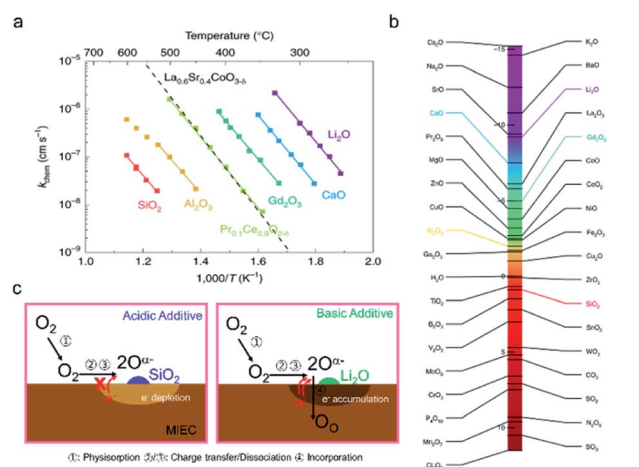 a
Temperature (°C)
700 600 500 400 300
La0.6Sr0.4CoO3-δ
10⁻⁵
10⁻⁶
10⁻⁷
10⁻⁸
10⁻⁹
kchem (cm s⁻¹)
Li2O
CaO
Gd2O3
Al2O3
SiO2
Pr0.1Ce0.9O2-δ
1.0 1.2 1.4 1.6 1.8 2.0
1,000/T (K⁻¹)
b
Cs2O
Na2O
SrO
CaO
Pr2O3
MgO
ZnO
CuO
Al2O3
Ga2O3
H2O
TiO2
B2O3
V2O5
MoO3
CrO3
P4O10
Mn2O7
Cl2O7
-15
-10
-5
0
5
10
K2O
BaO
Li2O
La2O3
Gd2O3
CoO
CeO2
NiO
Fe2O3
Cu2O
ZrO2
SiO2
SnO2
WO3
CO2
SO2
N2O5
SO3
c
Acidic Additive
O2
①
O2
②③
2Oα-
SiO2
e- depletion
MIEC
Basic Additive
O2
①
O2
②③
2Oα-
Li2O
④
e- accumulation
OO
①: Physisorption ②/③: Charge transfer/Dissociation ④: Incorporation